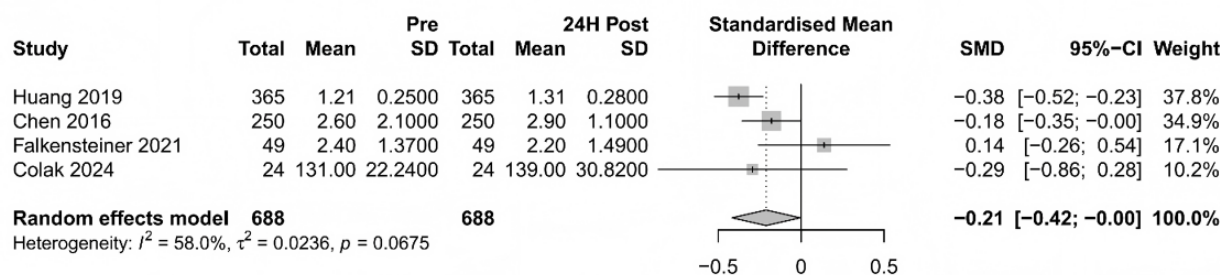 Pre 24H Post Standardised Mean
Study Total Mean SD Total Mean SD Difference SMD 95%−CI Weight
Huang 2019 365 1.21 0.2500 365 1.31 0.2800 −0.38 [−0.52; −0.23] 37.8%
Chen 2016 250 2.60 2.1000 250 2.90 1.1000 −0.18 [−0.35; −0.00] 34.9%
Falkensteiner 2021 49 2.40 1.3700 49 2.20 1.4900 0.14 [−0.26; 0.54] 17.1%
Colak 2024 24 131.00 22.2400 24 139.00 30.8200 −0.29 [−0.86; 0.28] 10.2%
Random effects model 688 688 −0.21 [−0.42; −0.00] 100.0%
Heterogeneity: I² = 58.0%, τ² = 0.0236, p = 0.0675
−0.5 0 0.5